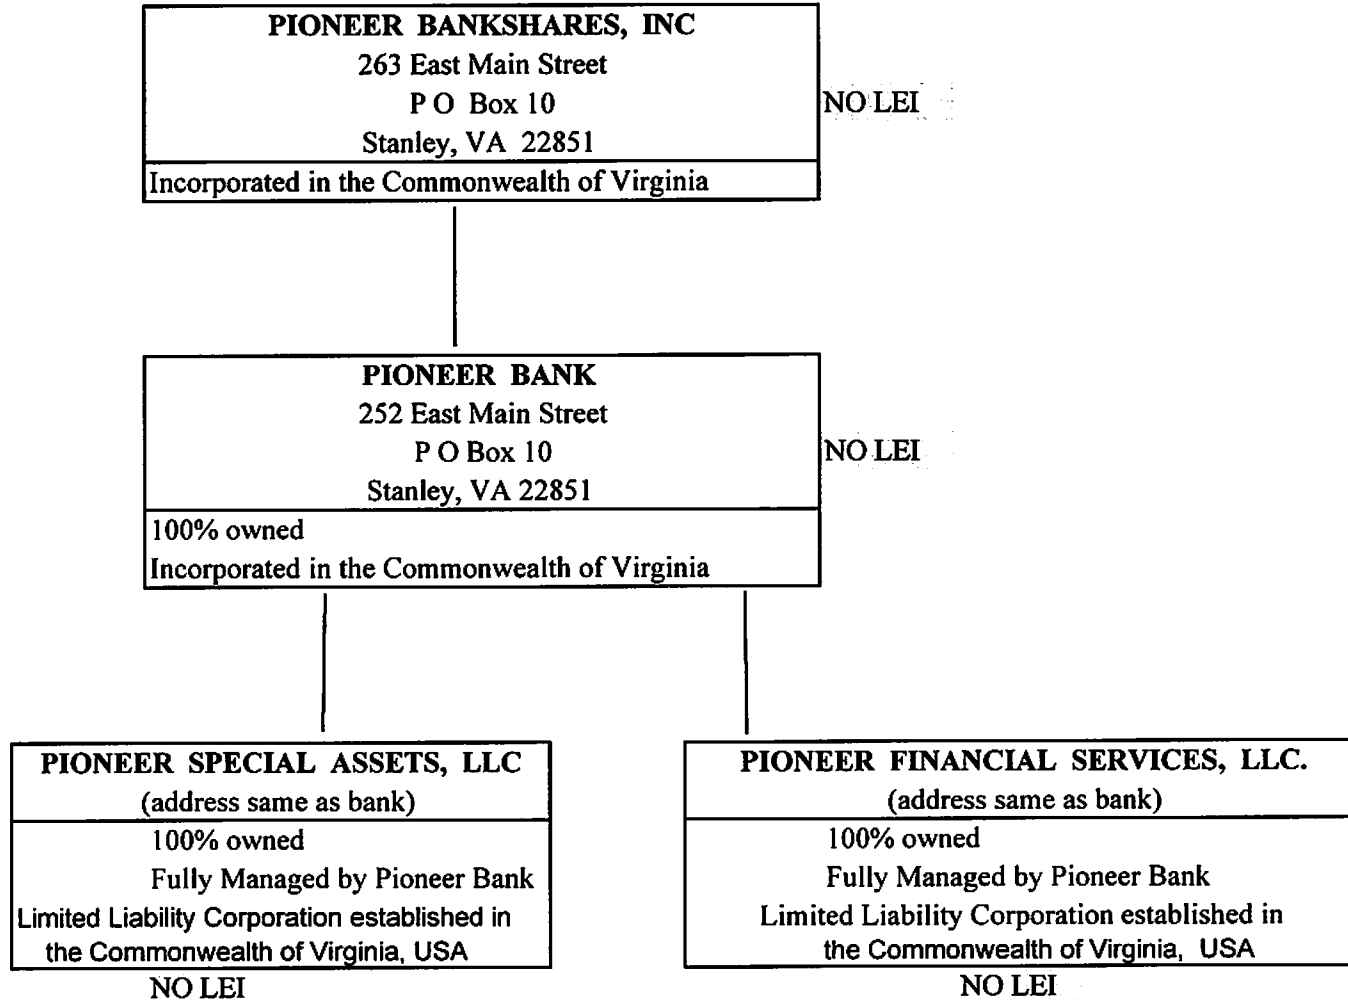 PIONEER BANKSHARES, INC
263 East Main Street
P O Box 10
NO LEI
Stanley, VA 22851
Incorporated in the Commonwealth of Virginia
PIONEER BANK
252 East Main Street
P O Box 10
NO LEI
Stanley, VA 22851
100% owned
Incorporated in the Commonwealth of Virginia
PIONEER SPECIAL ASSETS, LLC
(address same as bank)
100% owned
Fully Managed by Pioneer Bank
Limited Liability Corporation established in
the Commonwealth of Virginia, USA
NO LEI
PIONEER FINANCIAL SERVICES, LLC.
(address same as bank)
100% owned
Fully Managed by Pioneer Bank
Limited Liability Corporation established in
the Commonwealth of Virginia, USA
NO LEI